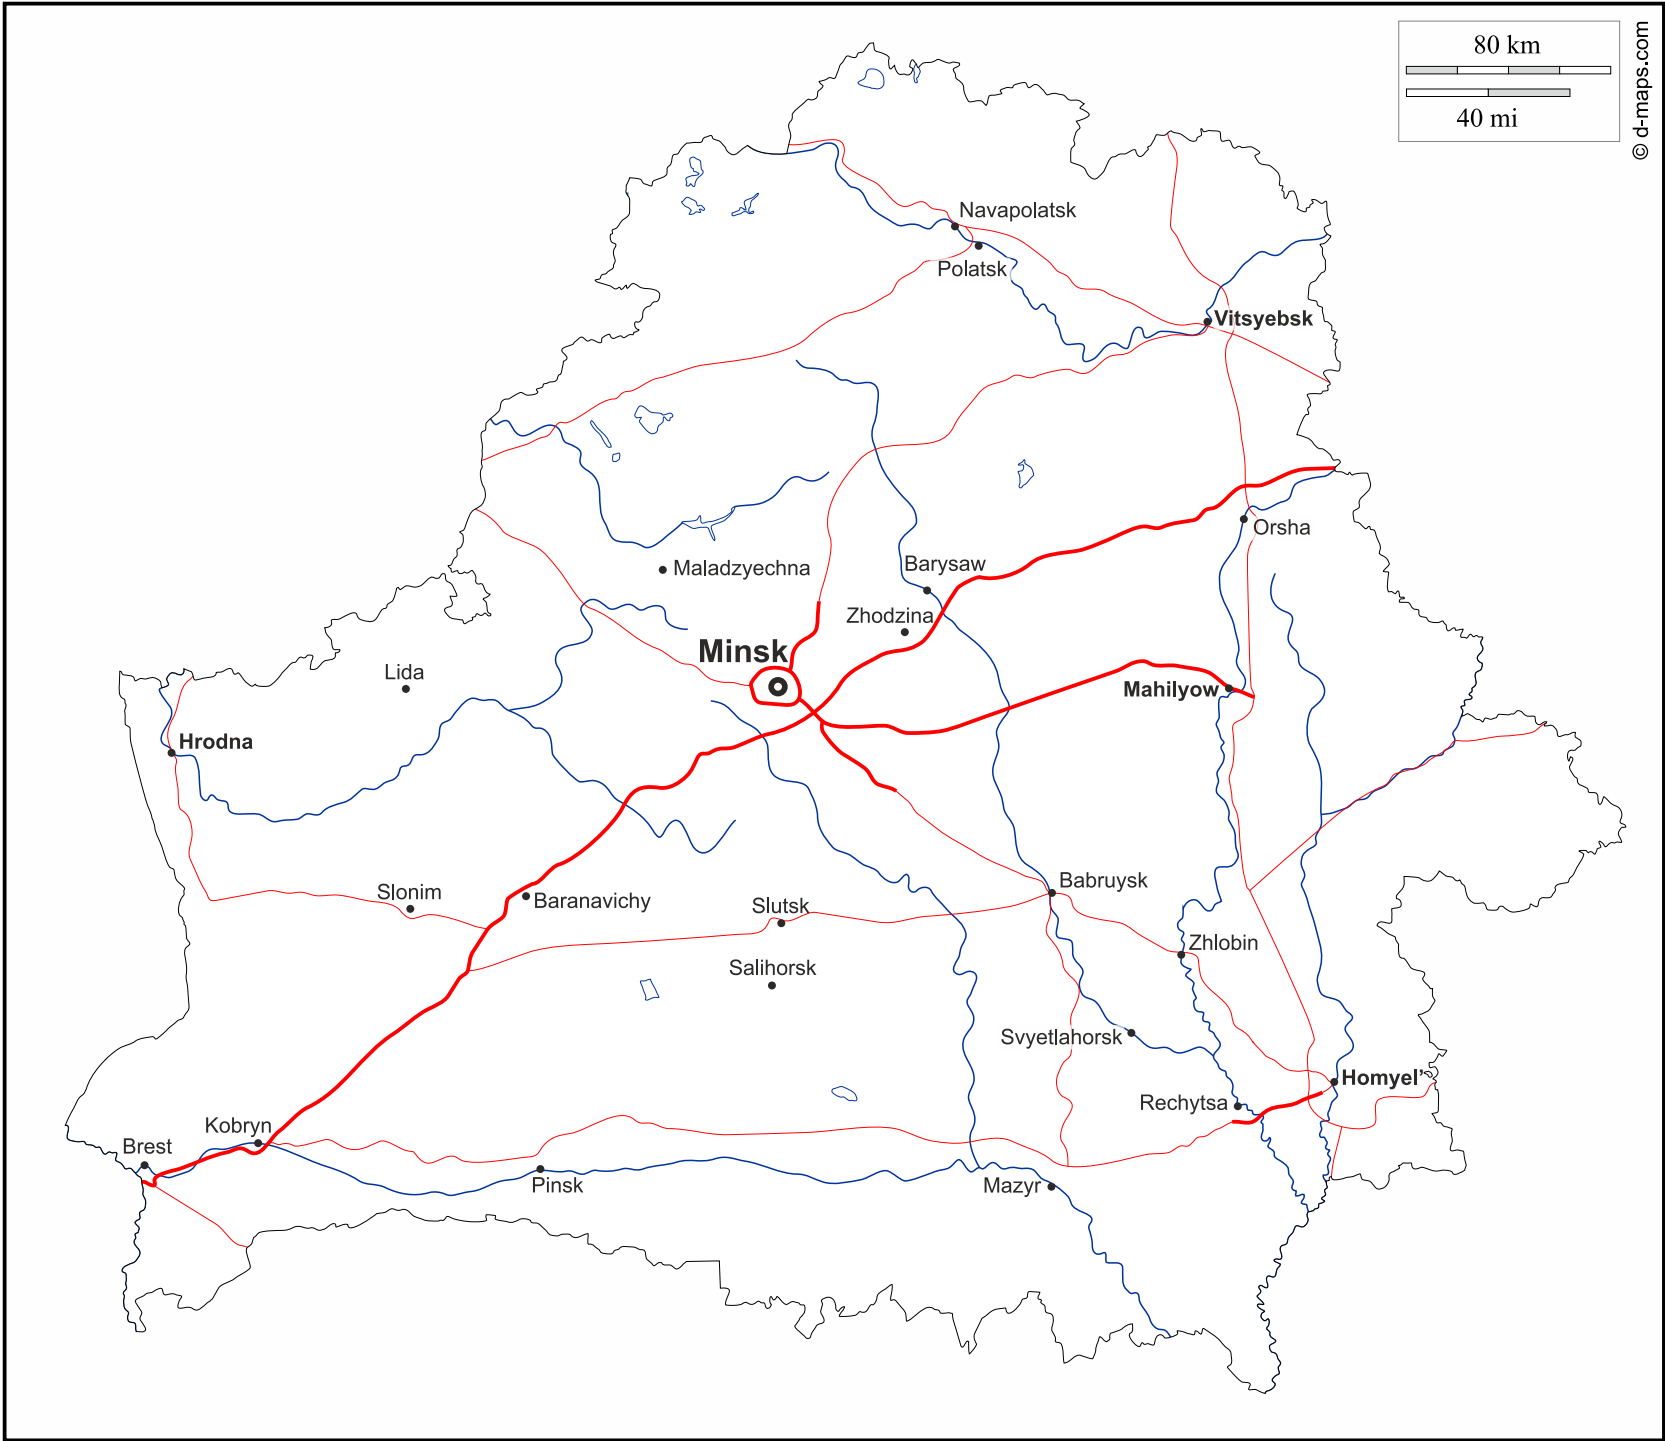 80 km
40 mi
© d-maps.com
Navapolatsk
Polatsk
Vitsyebsk
Orsha
Barysaw
Maladzyechna
Zhodzina
Minsk
Lida
Mahilyow
Hrodna
Babruysk
Slonim
Baranavichy
Slutsk
Zhlobin
Salihorsk
Svyetlahorsk
Homyel’
Rechytsa
Kobryn
Brest
Pinsk
Mazyr